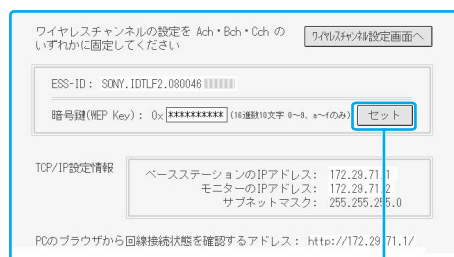 ワイヤレスチャンネルの設定を Ach・Bch・Cch の
いずれかに固定してください
ワイヤレスチャンネル設定画面へ
ESS-ID: SONY.IDTLF2.080046
暗号鍵(WEP Key): 0x ********** (16進数10文字 0~9、a~fのみ) セット
TCP/IP設定情報
ベースステーションのIPアドレス: 172.29.71.1
モニターのIPアドレス: 172.29.71.2
サブネットマスク: 255.255.255.0
PCのブラウザから回線接続状態を確認するアドレス: http://172.29.71.1/